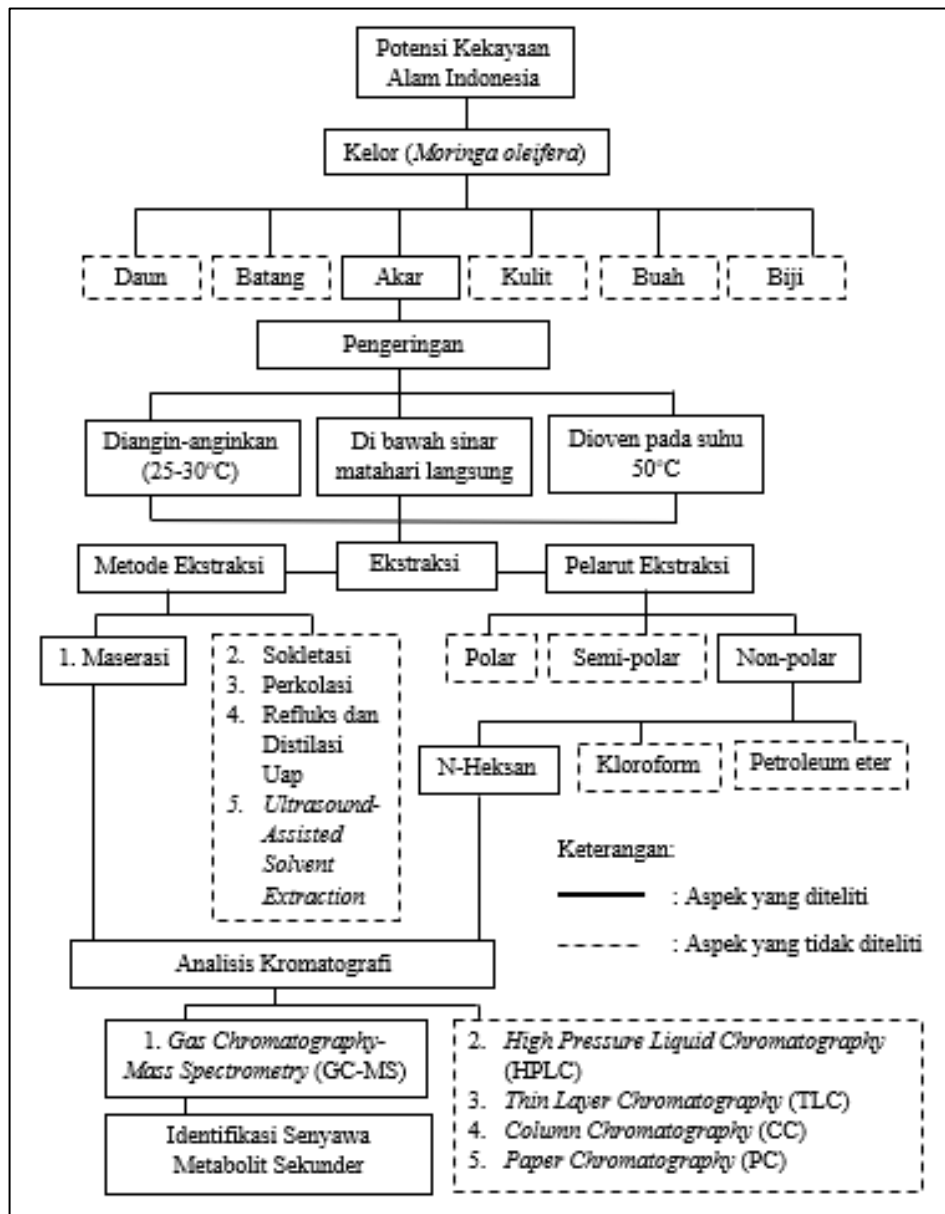 Potensi Kekayaan
Alam Indonesia
Kelor (Moringa oleifera)
Daun
Batang
Akar
Kulit
Buah
Biji
Pengeringan
Diangin-anginkan
(25-30°C)
Di bawah sinar
matahari langsung
Dioven pada suhu
50°C
Metode Ekstraksi
Ekstraksi
Pelarut Ekstraksi
1. Maserasi
2. Sokletasi
3. Perkolasi
4. Refluks dan
Distilasi
Uap
5. Ultrasound-
Assisted
Solvent
Extraction
Polar
Semi-polar
Non-polar
N-Heksan
Kloroform
Petroleum eter
Keterangan:
: Aspek yang diteliti
: Aspek yang tidak diteliti
Analisis Kromatografi
1. Gas Chromatography-
Mass Spectrometry (GC-MS)
2. High Pressure Liquid Chromatography
(HPLC)
3. Thin Layer Chromatography (TLC)
4. Column Chromatography (CC)
5. Paper Chromatography (PC)
Identifikasi Senyawa
Metabolit Sekunder